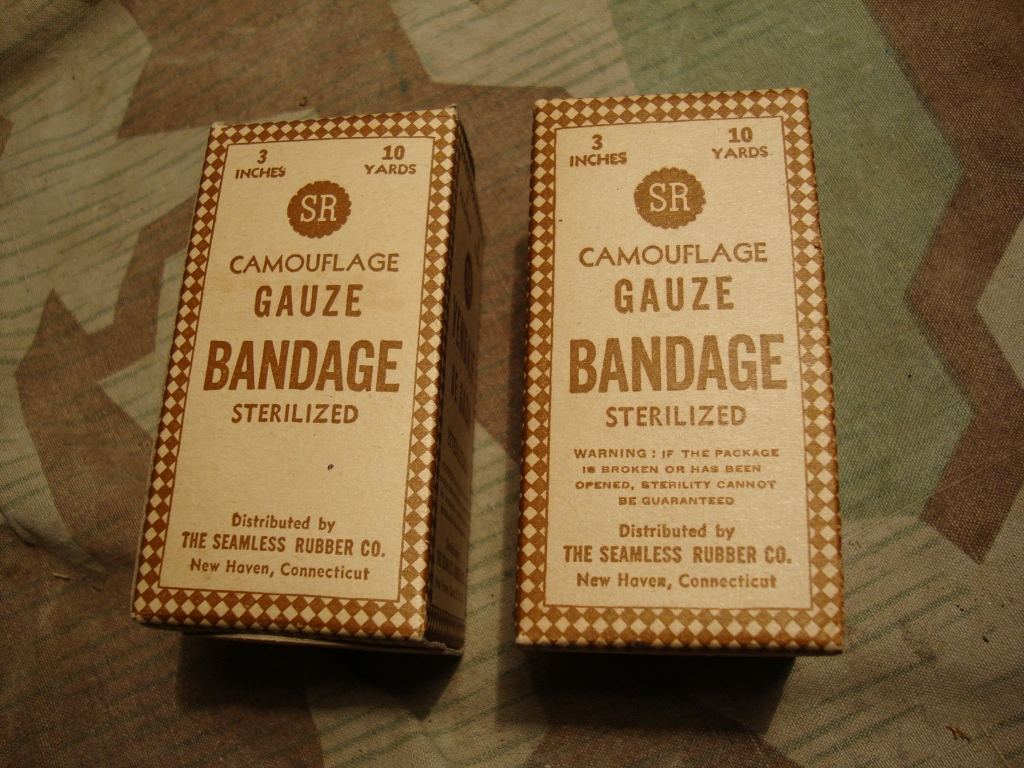 3 10
INCHES YARDS
SR
CAMOUFLAGE
GAUZE
BANDAGE
STERILIZED
Distributed by
THE SEAMLESS RUBBER CO.
New Haven, Connecticut
3 10
INCHES YARDS
SR
CAMOUFLAGE
GAUZE
BANDAGE
STERILIZED
WARNING: IF THE PACKAGE
IS BROKEN OR HAS BEEN
OPENED, STERILITY CANNOT
BE GUARANTEED
Distributed by
THE SEAMLESS RUBBER CO.
New Haven, Connecticut